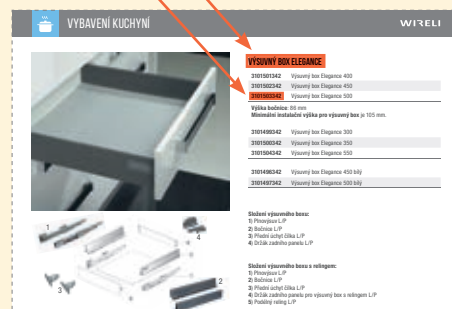 VYBAVENÍ KUCHYNÍ
WIRELI
VÝSUVNÝ BOX ELEGANCE
3101501342 Výsuvný box Elegance 400
3101502342 Výsuvný box Elegance 450
3101503342 Výsuvný box Elegance 500
Výška bočnice: 86 mm
Minimální instalační výška pro výsuvný box je 105 mm.
3101499342 Výsuvný box Elegance 300
3101500342 Výsuvný box Elegance 350
3101504342 Výsuvný box Elegance 550
3101496342 Výsuvný box Elegance 450 bílý
3101497342 Výsuvný box Elegance 500 bílý
Složení výsuvného boxu:
1) Plnovýsuv L/P
2) Bočnice L/P
3) Přední úchyt čílka L/P
4) Držák zadního panelu L/P
Složení výsuvného boxu s relingem:
1) Plnovýsuv L/P
2) Bočnice L/P
3) Přední úchyt čílka L/P
4) Držák zadního panelu pro výsuvný box s relingem L/P
5) Podélný reling L/P
1
4
3
2